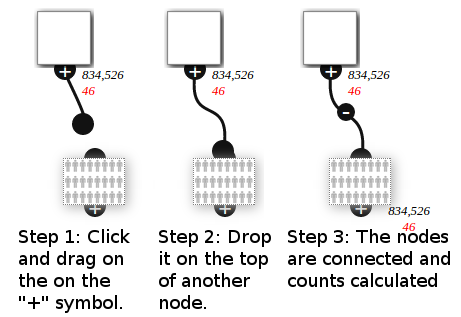 + 834,526
46
+ 834,526
46
+ 834,526
46
-
+
+
+ 834,526
46
Step 1: Click
and drag on
the on the
"+" symbol.
Step 2: Drop
it on the top
of another
node.
Step 3: The nodes
are connected and
counts calculated